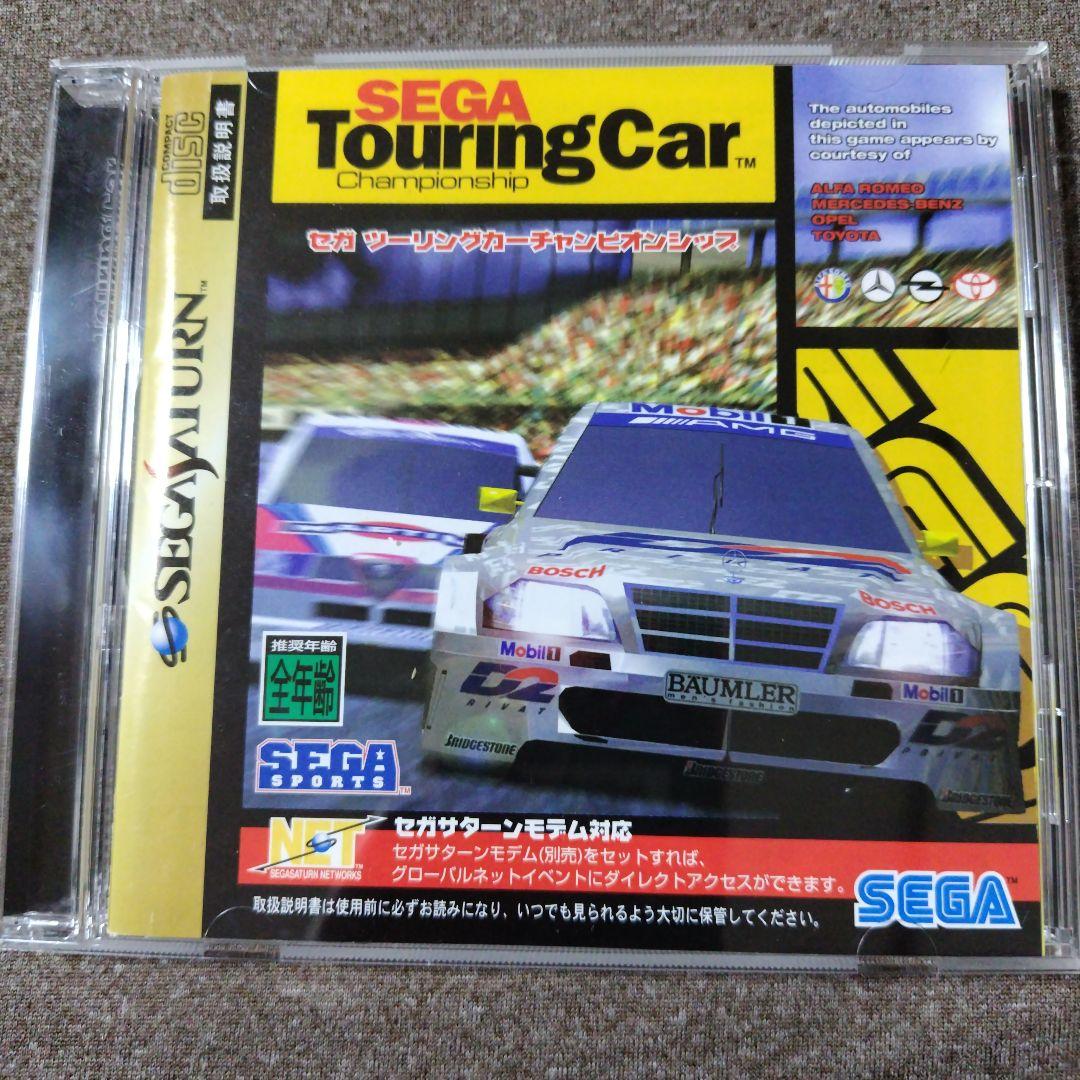 COMPACT
disc
取扱説明書
SEGASATURN™
SEGA
TouringCar™
Championship
セガ ツーリングカーチャンピオンシップ
The automobiles
depicted in
this game appears by
courtesy of
ALFA ROMEO
MERCEDES-BENZ
OPEL
TOYOTA
Mobil 1
AMG
BOSCH
BOSCH
Mobil 1
D2
PRIVAT
BÄUMLER
men's fashion
Mobil 1
D2
PRIVAT
BRIDGESTONE
BRIDGESTONE
BRIDGESTONE
推奨年齢
全年齢
SEGA
SPORTS™
NET™
SEGASATURN NETWORKS
セガサターンモデム対応
セガサターンモデム(別売)をセットすれば、
グローバルネットイベントにダイレクトアクセスができます。
SEGA™
取扱説明書は使用前に必ずお読みになり、いつでも見られるよう大切に保管してください。